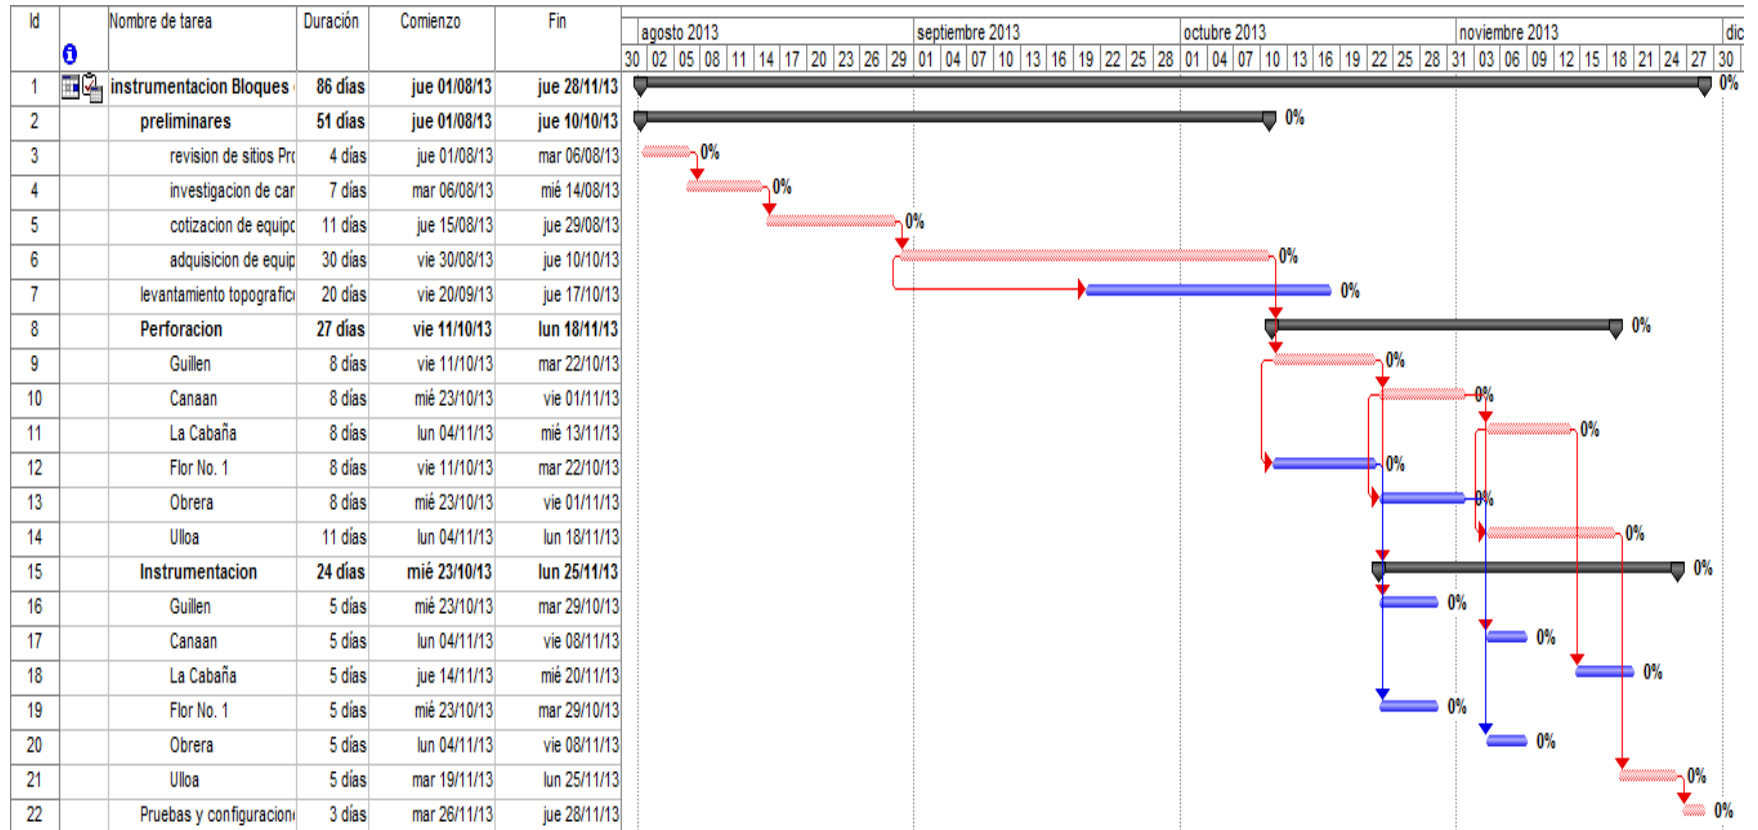 Id Nombre de tarea Duración Comienzo Fin
agosto 2013 septiembre 2013 octubre 2013 noviembre 2013 dic
30 02 05 08 11 14 17 20 23 26 29 01 04 07 10 13 16 19 22 25 28 01 04 07 10 13 16 19 22 25 28 31 03 06 09 12 15 18 21 24 27 30
1 instrumentacion Bloques 86 días jue 01/08/13 jue 28/11/13 0%
2 preliminares 51 días jue 01/08/13 jue 10/10/13 0%
3 revision de sitios Pro 4 días jue 01/08/13 mar 06/08/13 0%
4 investigacion de car 7 días mar 06/08/13 mié 14/08/13 0%
5 cotizacion de equipo 11 días jue 15/08/13 jue 29/08/13 0%
6 adquisicion de equip 30 días vie 30/08/13 jue 10/10/13 0%
7 levantamiento topografico 20 días vie 20/09/13 jue 17/10/13 0%
8 Perforacion 27 días vie 11/10/13 lun 18/11/13 0%
9 Guillen 8 días vie 11/10/13 mar 22/10/13 0%
10 Canaan 8 días mié 23/10/13 vie 01/11/13 0%
11 La Cabaña 8 días lun 04/11/13 mié 13/11/13 0%
12 Flor No. 1 8 días vie 11/10/13 mar 22/10/13 0%
13 Obrera 8 días mié 23/10/13 vie 01/11/13 0%
14 Ulloa 11 días lun 04/11/13 lun 18/11/13 0%
15 Instrumentacion 24 días mié 23/10/13 lun 25/11/13 0%
16 Guillen 5 días mié 23/10/13 mar 29/10/13 0%
17 Canaan 5 días lun 04/11/13 vie 08/11/13 0%
18 La Cabaña 5 días jue 14/11/13 mié 20/11/13 0%
19 Flor No. 1 5 días mié 23/10/13 mar 29/10/13 0%
20 Obrera 5 días lun 04/11/13 vie 08/11/13 0%
21 Ulloa 5 días mar 19/11/13 lun 25/11/13 0%
22 Pruebas y configuracion 3 días mar 26/11/13 jue 28/11/13 0%